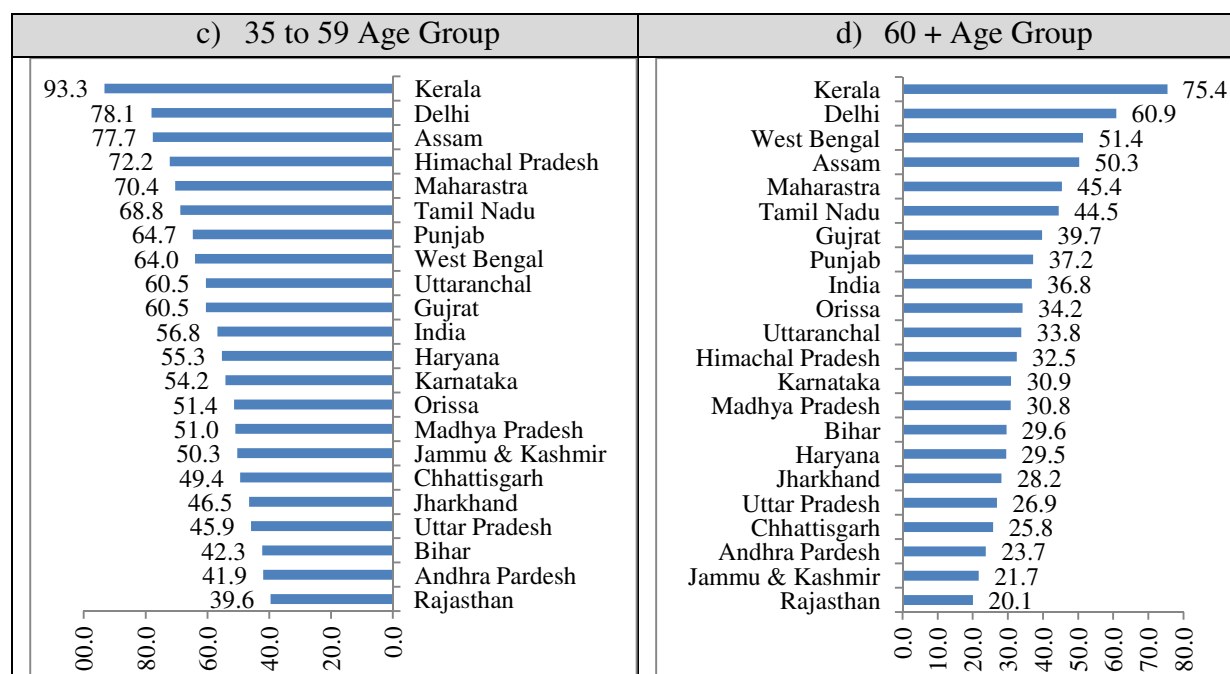 c) 35 to 59 Age Group
93.3 Kerala
78.1 Delhi
77.7 Assam
72.2 Himachal Pradesh
70.4 Maharastra
68.8 Tamil Nadu
64.7 Punjab
64.0 West Bengal
60.5 Uttaranchal
60.5 Gujrat
56.8 India
55.3 Haryana
54.2 Karnataka
51.4 Orissa
51.0 Madhya Pradesh
50.3 Jammu & Kashmir
49.4 Chhattisgarh
46.5 Jharkhand
45.9 Uttar Pradesh
42.3 Bihar
41.9 Andhra Pardesh
39.6 Rajasthan
00.0 80.0 60.0 40.0 20.0 0.0
d) 60 + Age Group
Kerala 75.4
Delhi 60.9
West Bengal 51.4
Assam 50.3
Maharastra 45.4
Tamil Nadu 44.5
Gujrat 39.7
Punjab 37.2
India 36.8
Orissa 34.2
Uttaranchal 33.8
Himachal Pradesh 32.5
Karnataka 30.9
Madhya Pradesh 30.8
Bihar 29.6
Haryana 29.5
Jharkhand 28.2
Uttar Pradesh 26.9
Chhattisgarh 25.8
Andhra Pardesh 23.7
Jammu & Kashmir 21.7
Rajasthan 20.1
0.0 10.0 20.0 30.0 40.0 50.0 60.0 70.0 80.0